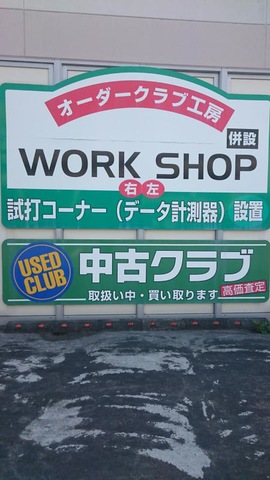 オーダークラブ工房
併設
WORK SHOP
右 左
試打コーナー（データ計測器）設置
USED
CLUB
中古クラブ
取扱い中・買い取ります
高価査定